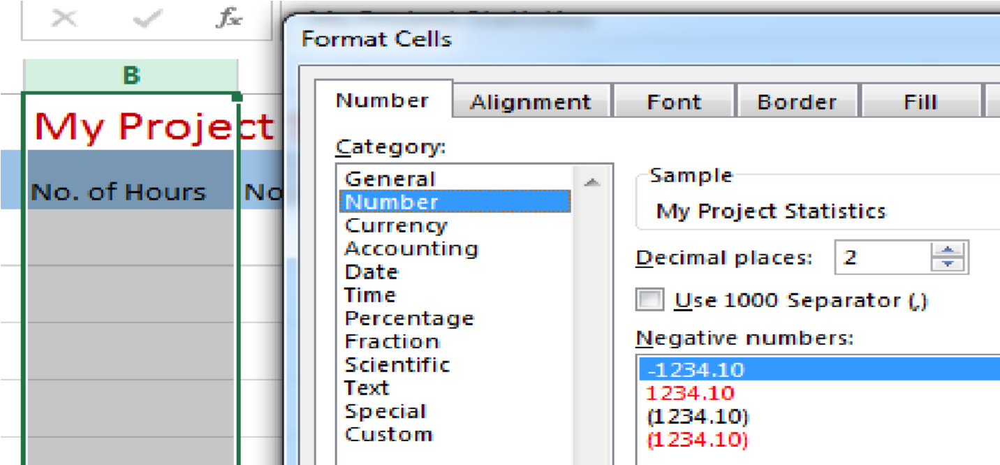 fx
Format Cells
B
Number Alignment Font Border Fill
My Project
Category:
General
Sample
No. of Hours No
Number
My Project Statistics
Currency
Accounting
Decimal places: 2
Date
Time
Use 1000 Separator (,)
Percentage
Fraction
Negative numbers:
Scientific
-1234.10
Text
1234.10
Special
(1234.10)
Custom
(1234.10)